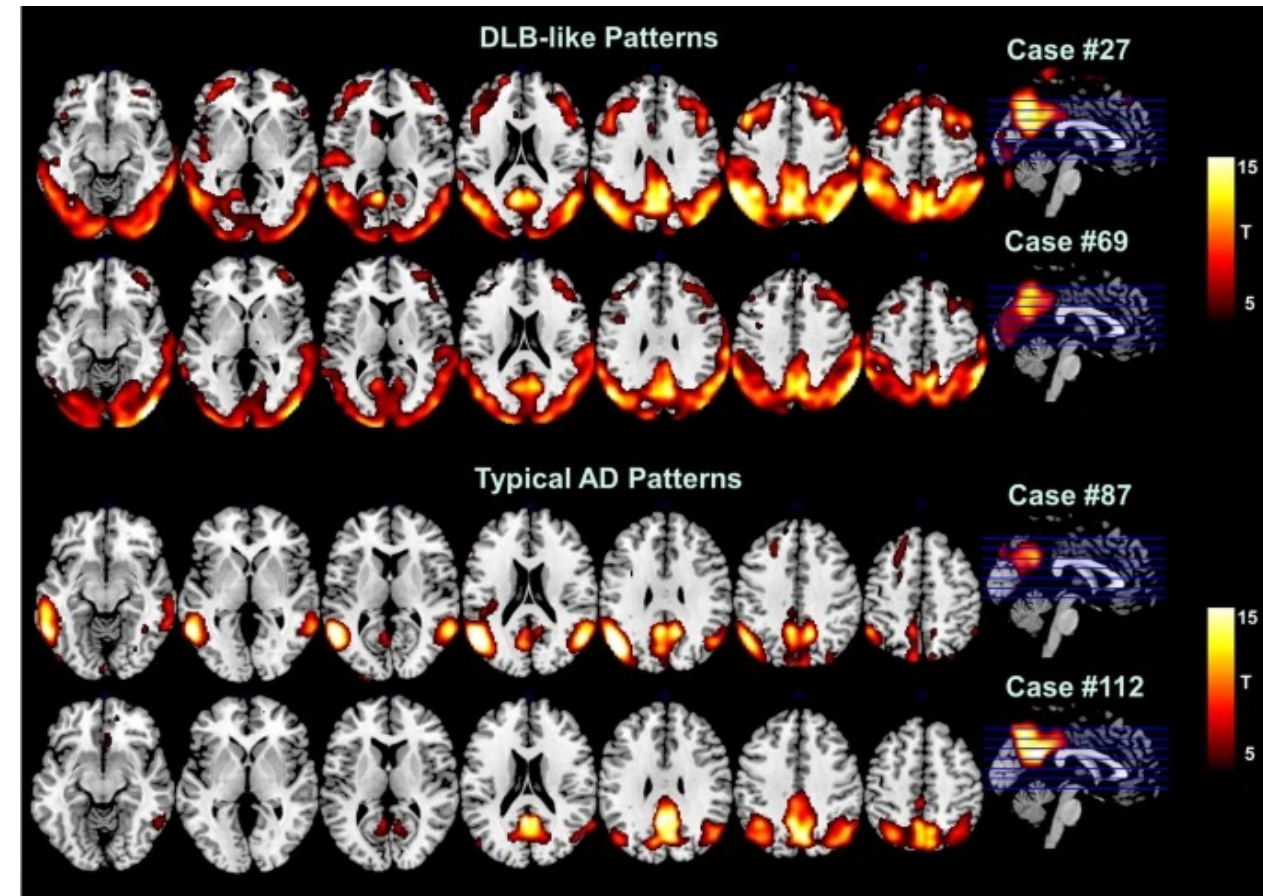 DLB-like Patterns
Case #27
15
T
5
Case #69
Typical AD Patterns
Case #87
15
T
5
Case #112